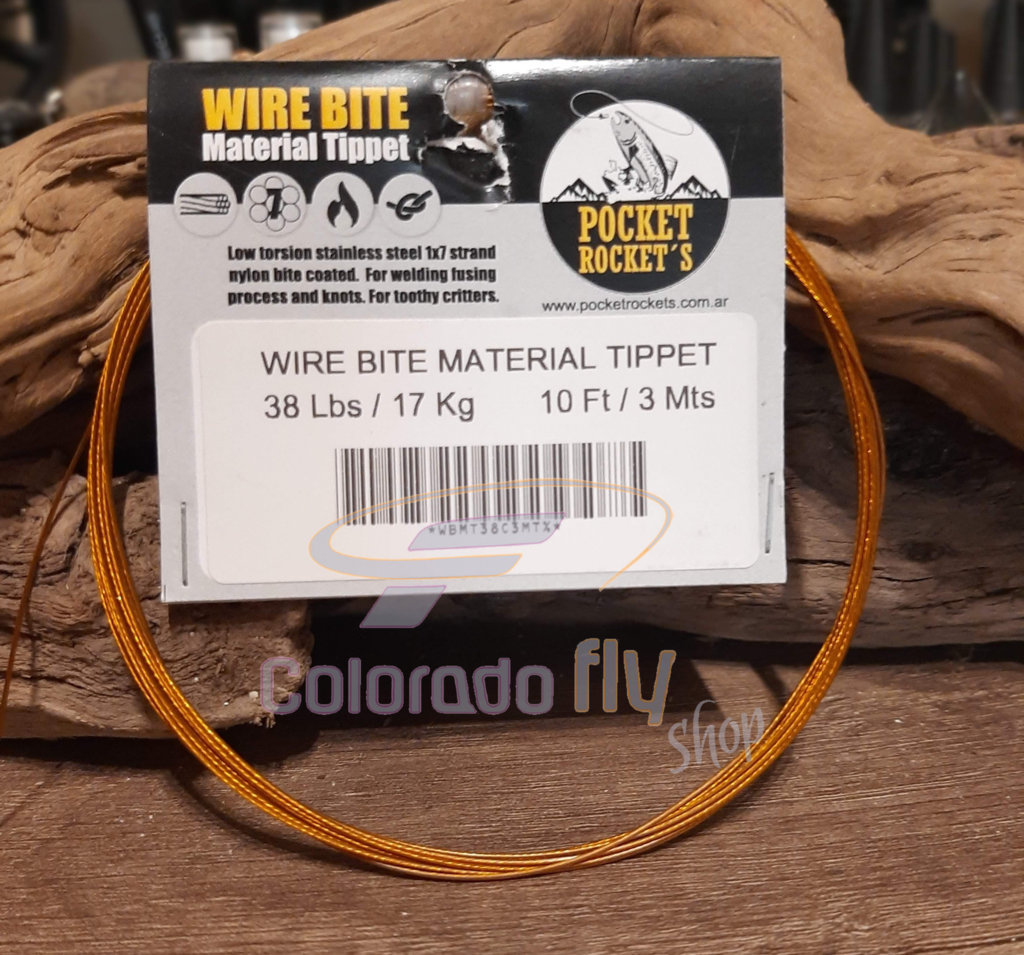 WIRE BITE
Material Tippet
7
Low torsion stainless steel 1x7 strand
nylon bite coated. For welding fusing
process and knots. For toothy critters.
POCKET
ROCKET´S
www.pocketrockets.com.ar
WIRE BITE MATERIAL TIPPET
38 Lbs / 17 Kg 10 Ft / 3 Mts
*WBMT38C3MT%*
Colorado fly
shop